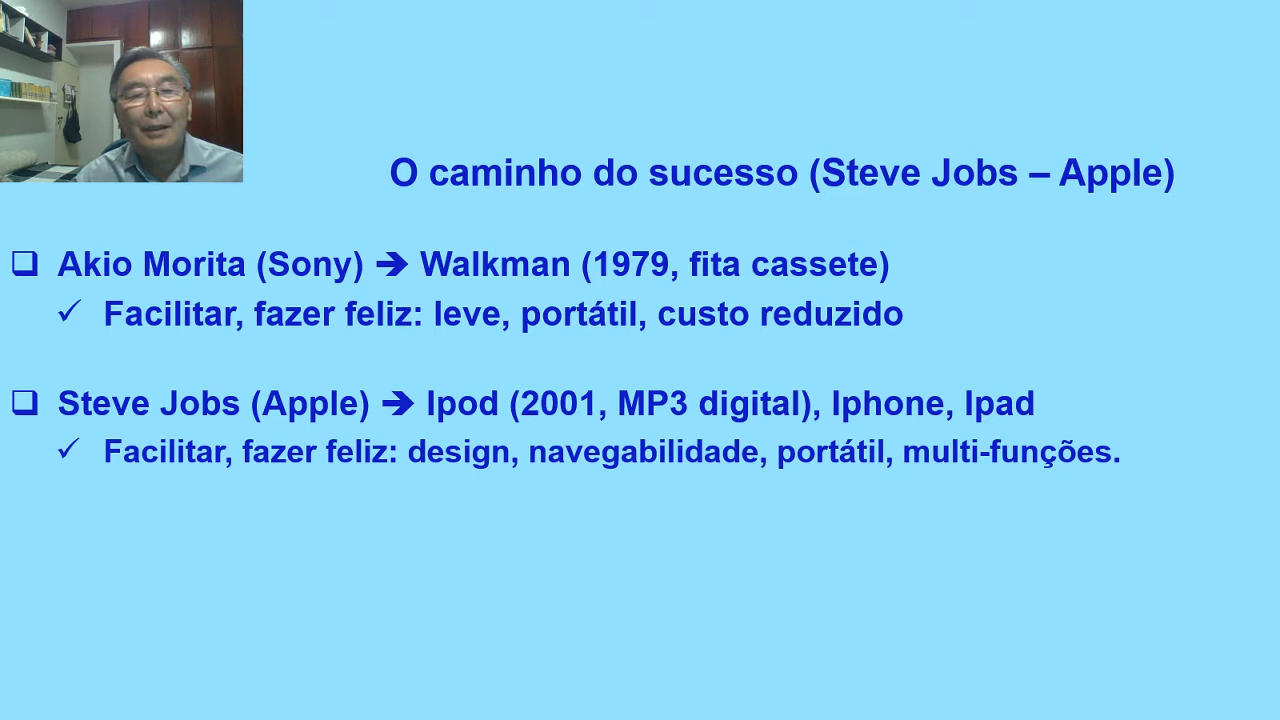 O caminho do sucesso (Steve Jobs – Apple)
❑ Akio Morita (Sony) ➔ Walkman (1979, fita cassete)
✓ Facilitar, fazer feliz: leve, portátil, custo reduzido
❑ Steve Jobs (Apple) ➔ Ipod (2001, MP3 digital), Iphone, Ipad
✓ Facilitar, fazer feliz: design, navegabilidade, portátil, multi-funções.